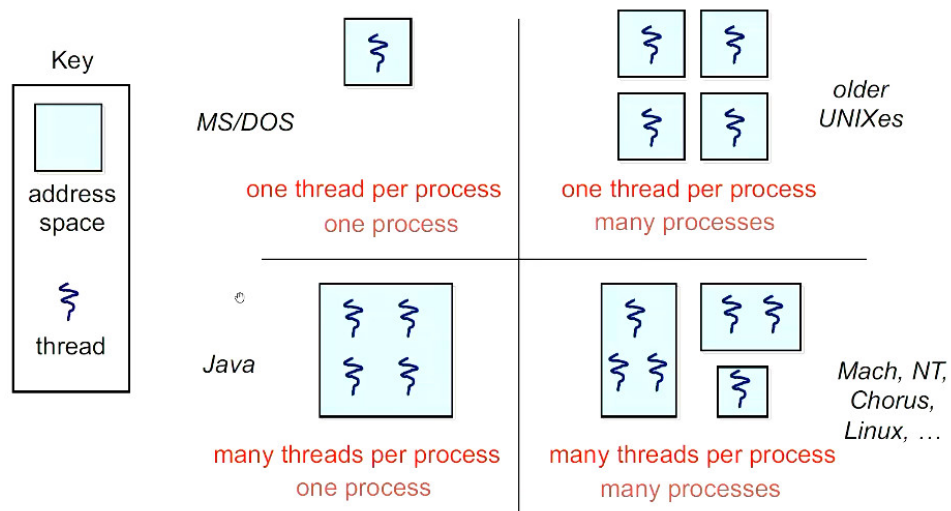 Key
address
space
thread
MS/DOS
one thread per process
one process
older
UNIXes
one thread per process
many processes
Java
many threads per process
one process
Mach, NT,
Chorus,
Linux, …
many threads per process
many processes